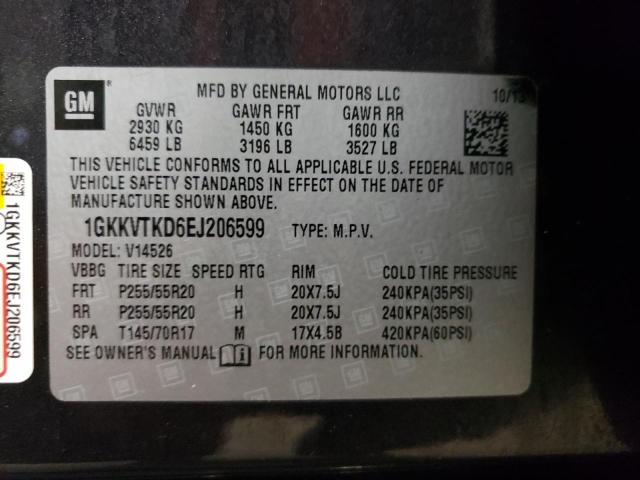 GM
MFD BY GENERAL MOTORS LLC
GVWR GAWR FRT GAWR RR
2930 KG 1450 KG 1600 KG
6459 LB 3196 LB 3527 LB
THIS VEHICLE CONFORMS TO ALL APPLICABLE U.S. FEDERAL MOTOR
VEHICLE SAFETY STANDARDS IN EFFECT ON THE DATE OF
MANUFACTURE SHOWN ABOVE.
1GKKVTKD6EJ206599 TYPE: M.P.V.
MODEL: V14526
VBBG TIRE SIZE SPEED RTG RIM COLD TIRE PRESSURE
FRT P255/55R20 H 20X7.5J 240KPA(35PSI)
RR P255/55R20 H 20X7.5J 240KPA(35PSI)
SPA T145/70R17 M 17X4.5B 420KPA(60PSI)
SEE OWNER'S MANUAL FOR MORE INFORMATION.
1GKKVTKD6EJ206599